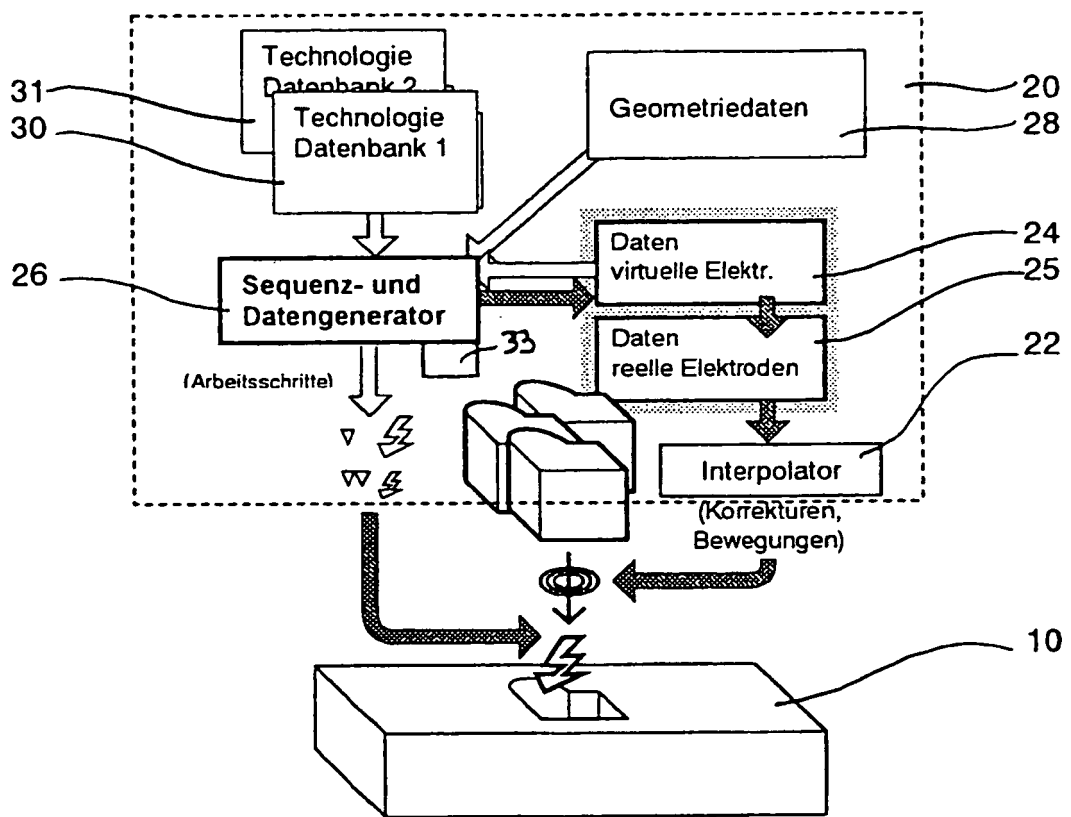 Technologie
Datenbank 2
Technologie
Datenbank 1
Geometriedaten
31
30
20
28
Daten
virtuelle Elektr.
24
25
26
Sequenz- und
Datengenerator
33
Daten
reelle Elektroden
22
(Arbeitsschritte)
Interpolator
(Korrekturen,
Bewegungen)
10